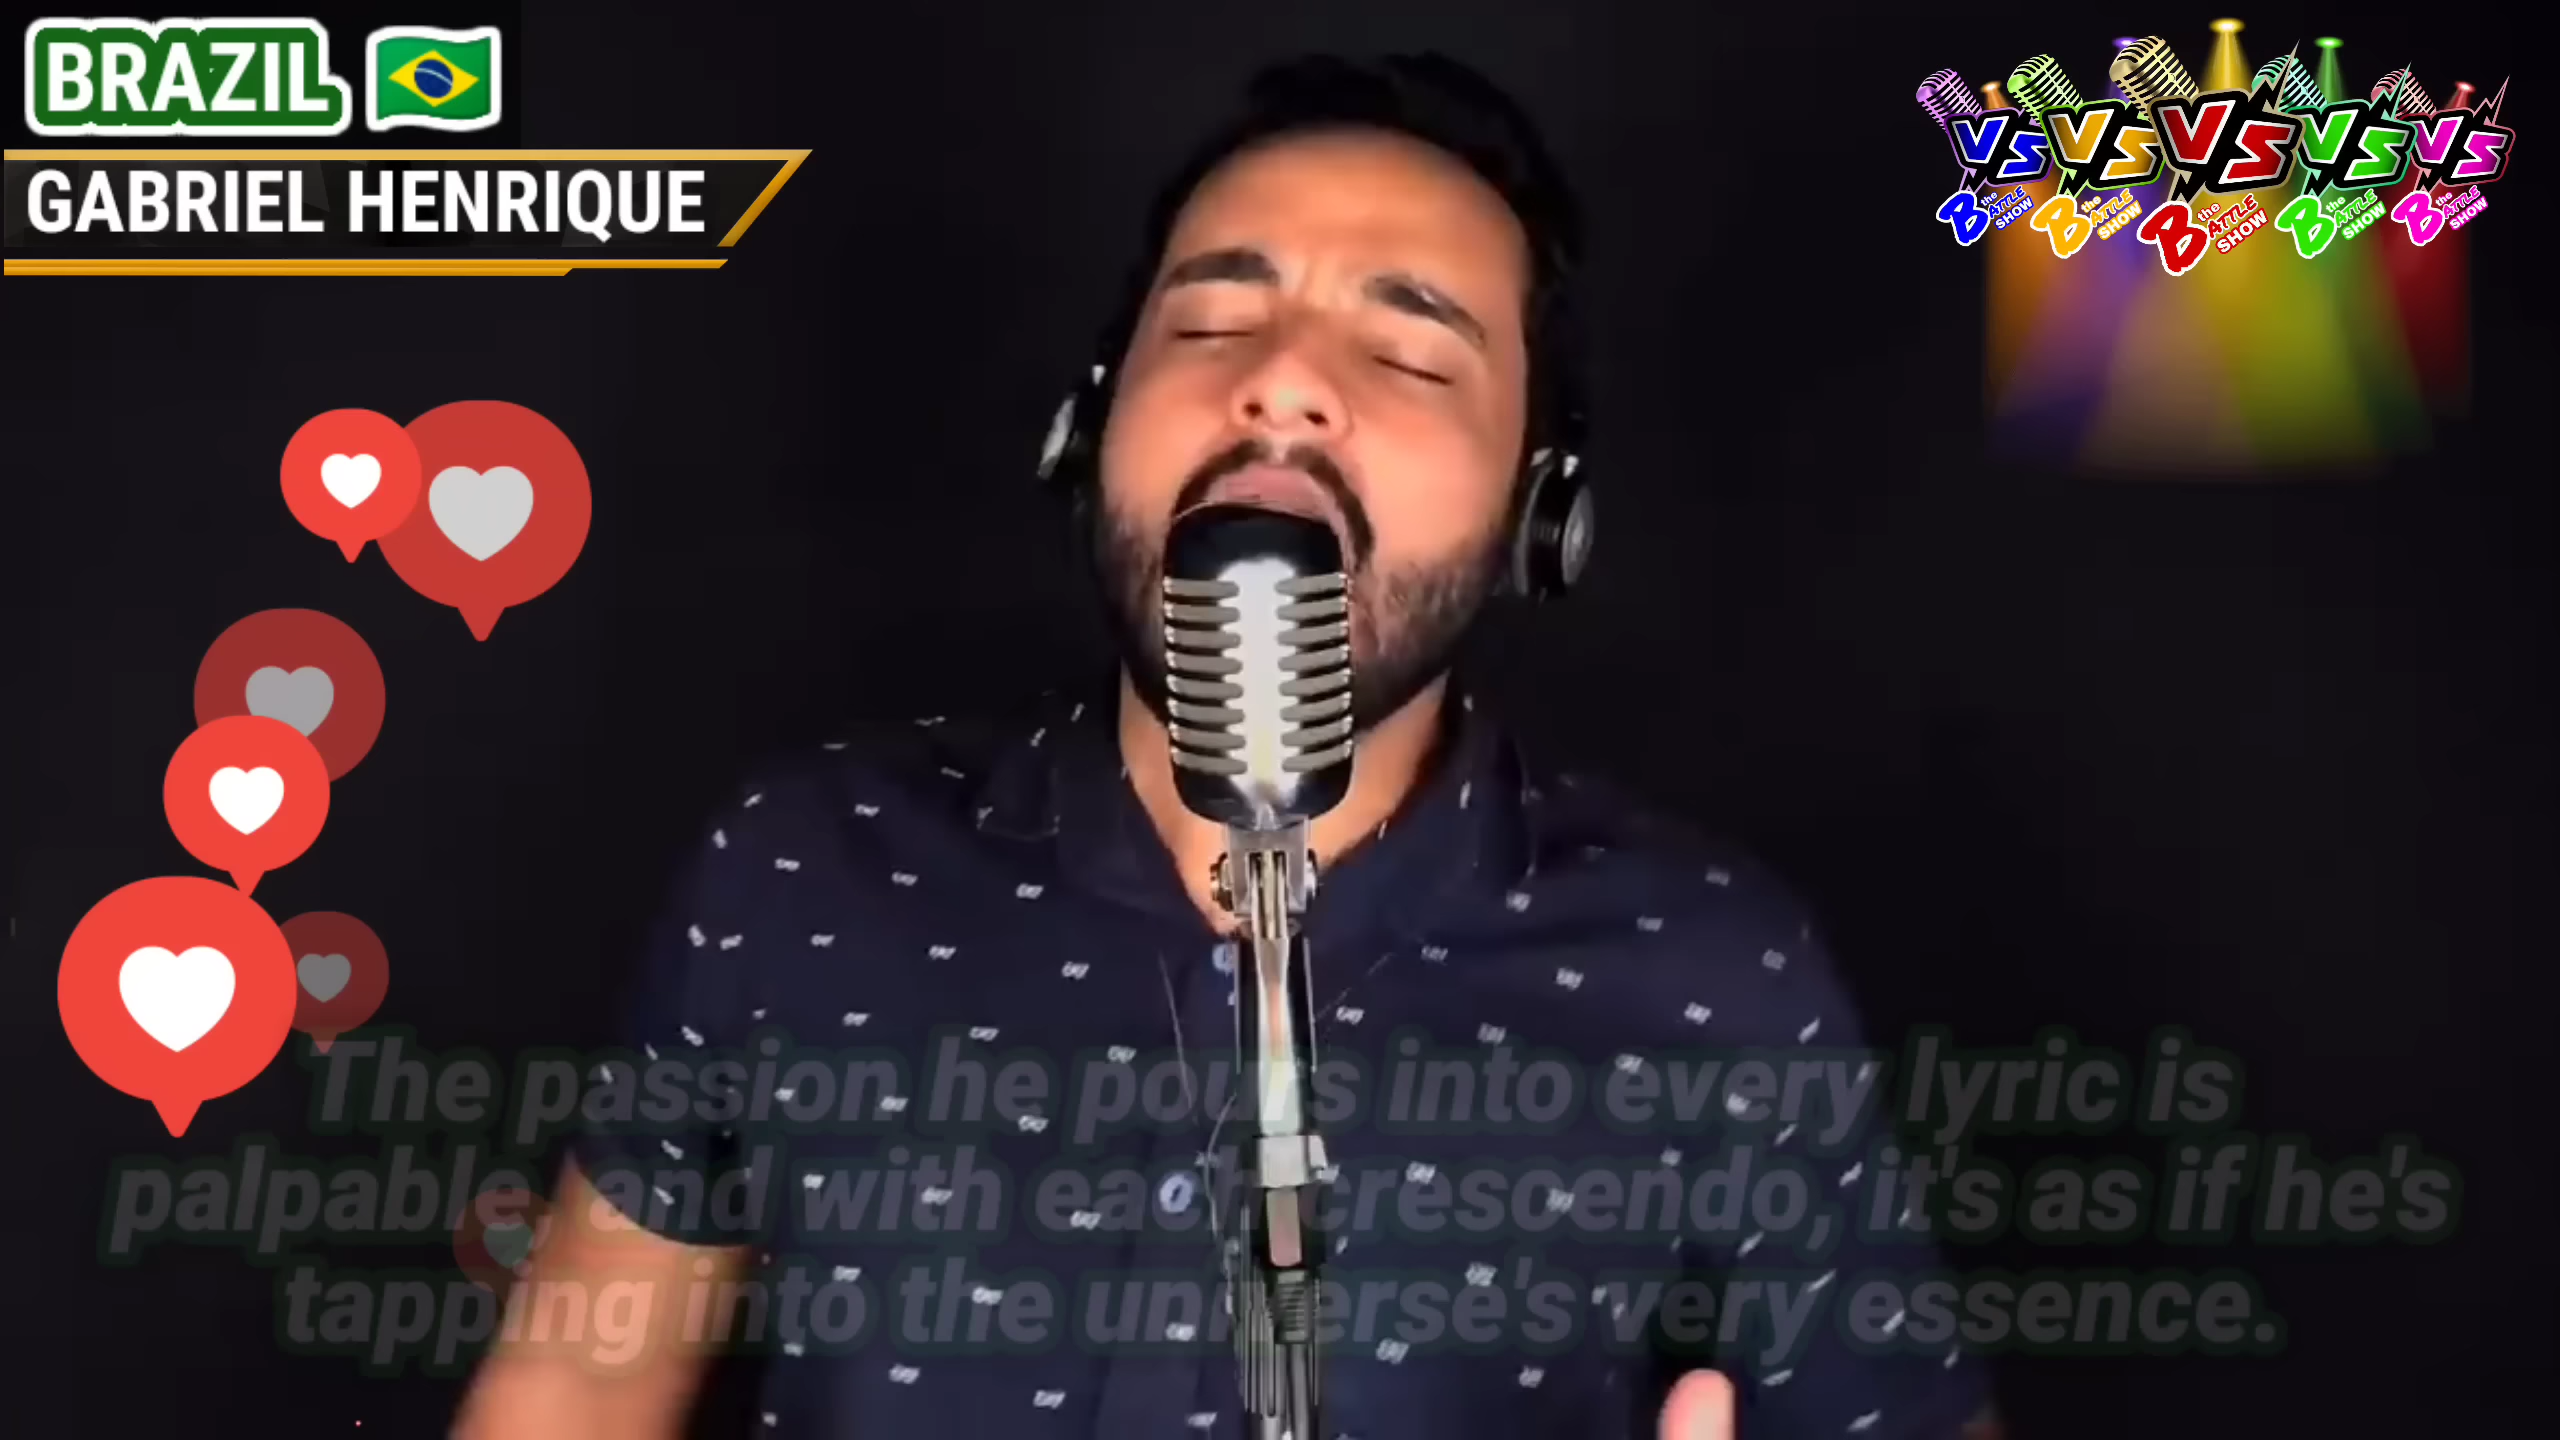 BRAZIL
GABRIEL HENRIQUE
VS VS VS VS VS
the BATTLE SHOW the BATTLE SHOW the BATTLE SHOW the BATTLE SHOW the BATTLE SHOW
The passion he pours into every lyric is
palpable, and with each crescendo, it's as if he's
tapping into the universe's very essence.